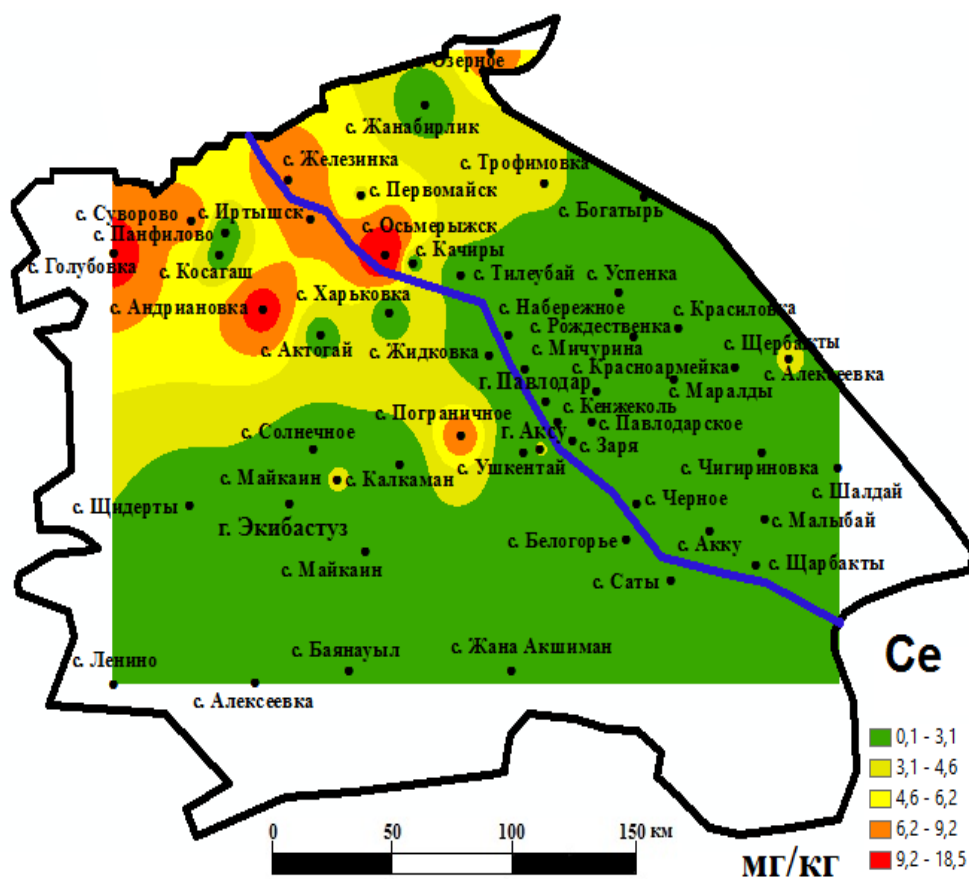 с. Озерное
с. Жанабирлик
с. Железинка
с. Трофимовка
с. Первомайск
с. Богатырь
с. Суворово
с. Иртышск
с. Панфилово
с. Осьмерыжск
с. Качиры
с. Голубовка
с. Косагаш
с. Тилеубай
с. Успенка
с. Харьковка
с. Андриановка
с. Набережное
с. Красиловка
с. Рождественка
с. Актогай
с. Жидковка
с. Мичурина
с. Щербакты
с. Красноармейка
с. Алексеевка
г. Павлодар
с. Маралды
с. Кенжеколь
с. Пограничное
с. Павлодарское
с. Солнечное
г. Аксу
с. Заря
с. Ушкентай
с. Чигириновка
с. Майкаин
с. Калкаман
с. Шалдай
с. Щидерты
с. Черное
с. Малыбай
г. Экибастуз
с. Белогорье
с. Акку
с. Майкаин
с. Щарбакты
с. Саты
с. Баянауыл
с. Жана Акшиман
с. Ленино
с. Алексеевка
Ce
0,1 - 3,1
3,1 - 4,6
4,6 - 6,2
6,2 - 9,2
9,2 - 18,5
0 50 100 150 км
мг/кг